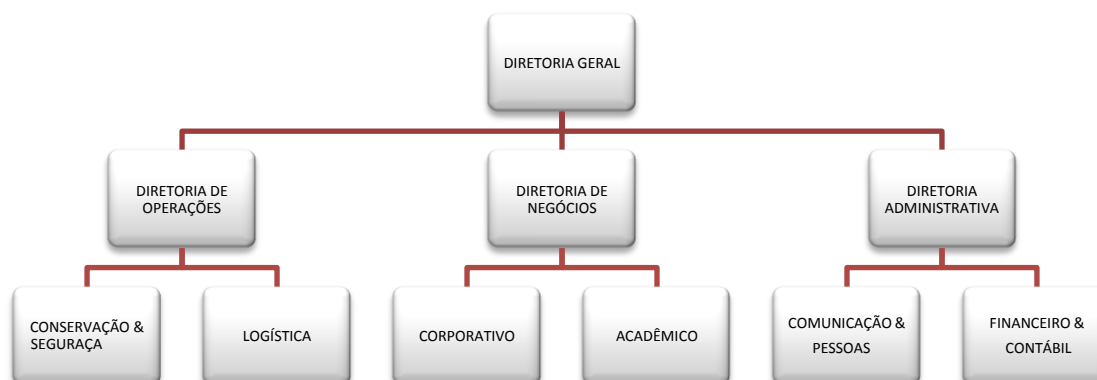 DIRETORIA GERAL
DIRETORIA DE
OPERAÇÕES
DIRETORIA DE
NEGÓCIOS
DIRETORIA
ADMINISTRATIVA
CONSERVAÇÃO &
SEGURAÇA
LOGÍSTICA
CORPORATIVO
ACADÊMICO
COMUNICAÇÃO &
PESSOAS
FINANCEIRO &
CONTÁBIL